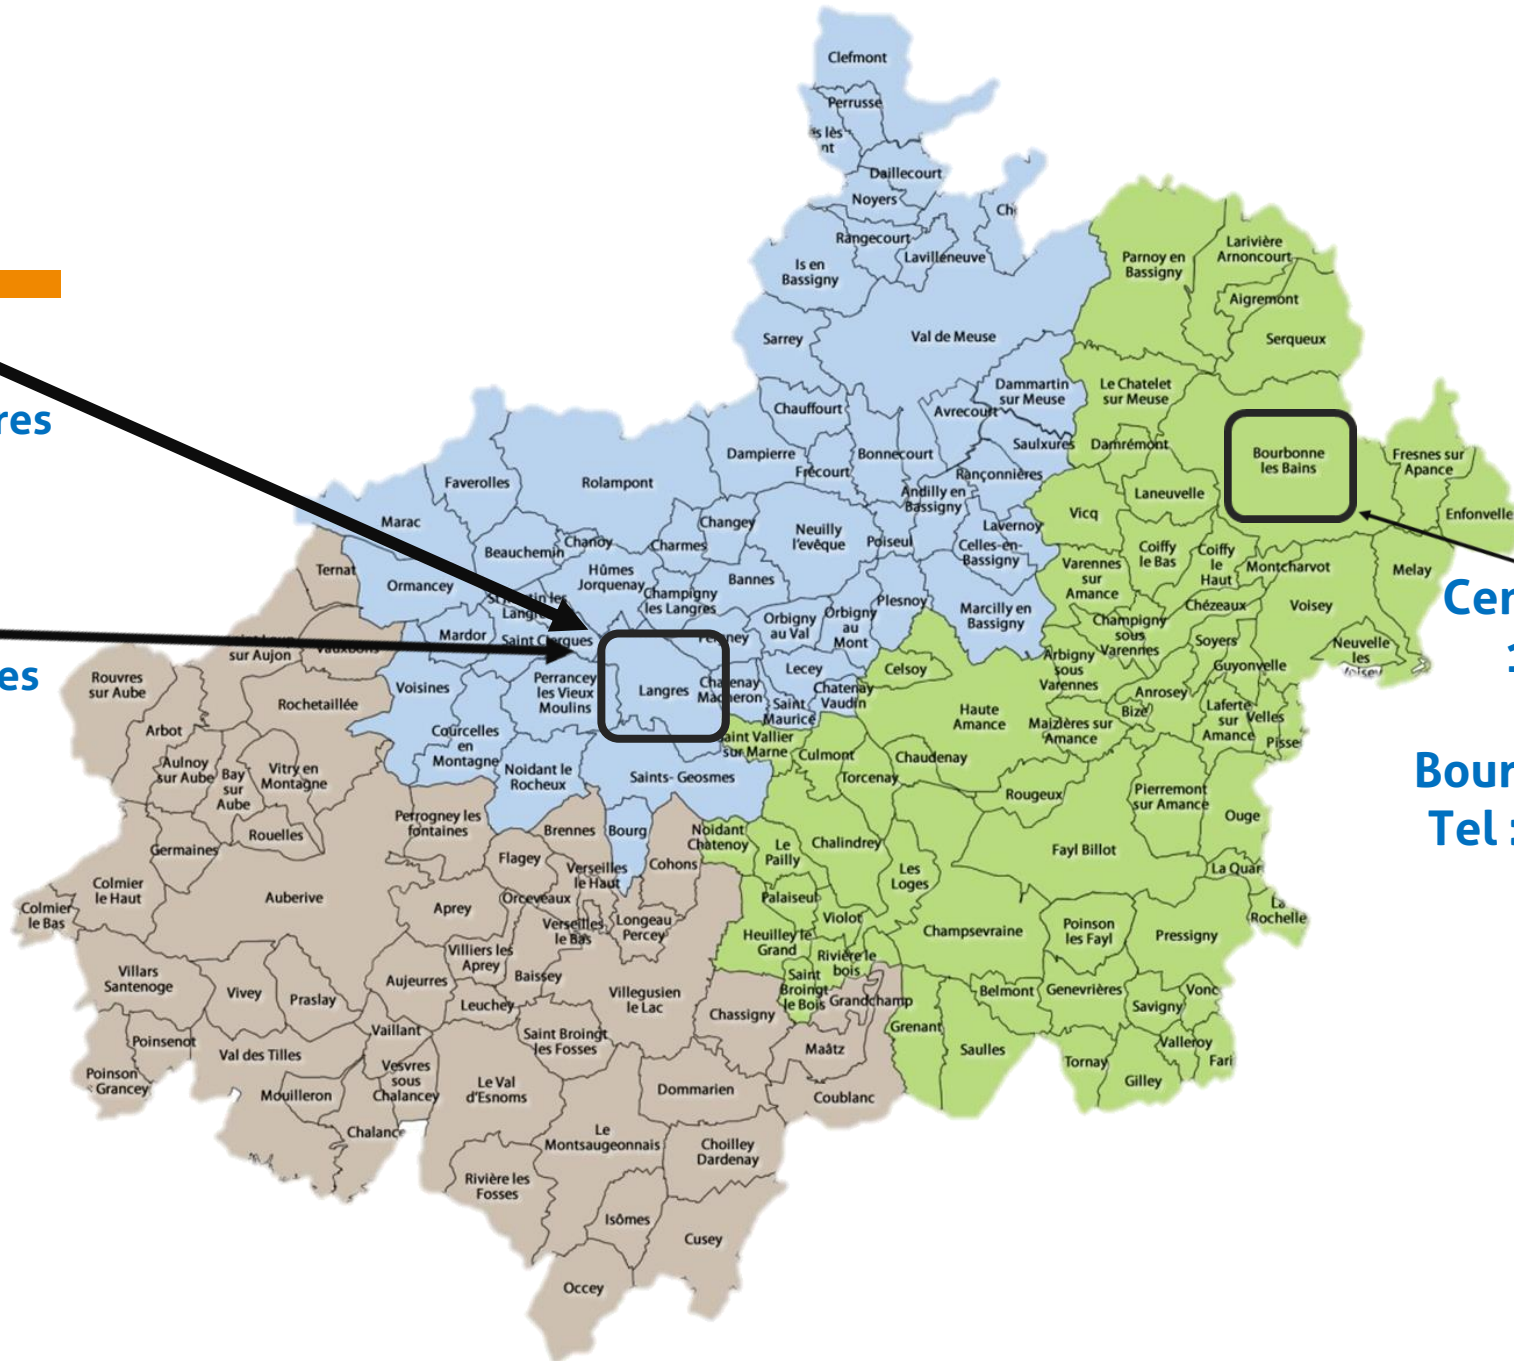 Clefmont
Perrusse
Daillecourt
Noyers
Rangecourt
Lavilleneuve
Is en
Bassigny
Sarrey
Val de Meuse
Parnoy en
Bassigny
Larivière
Arnoncourt
Aigremont
Serqueux
Dammartin
sur Meuse
Le Chatelet
sur Meuse
Chauffourt
Avrecourt
Saulxures
Damrémont
Dampierre
Frécourt
Bonnecourt
Rançonnières
Bourbonne
les Bains
Fresnes sur
Apance
Enfonvelle
Faverolles
Rolampont
Andilly en
Bassigny
Laneuvelle
Vicq
Marac
Changey
Neuilly
l'evêque
Poiseul
Lavernoy
Celles-en-
Bassigny
Beauchemin
Chanoy
Charmes
Coiffy
le Bas
Coiffy
le
Haut
Montcharvot
Melay
Ternat
Ormancey
Hûmes
Jorquenay
Bannes
Champigny
les Langres
Varennes
sur
Amance
Chézeaux
Voisey
Plesnoy
Marcilly en
Bassigny
Orbigny
au Val
Orbigny
au
Mont
Champigny
sous
Varennes
Mardor
Saint Ciergues
Soyers
Guyonvelle
Neuvelle
les
sur Aujon
Rouvres
sur Aube
Voisines
Perrancey
les Vieux
Moulins
Langres
Chatenay
Macheron
Lecey
Chatenay
Vaudin
Saint
Maurice
Celsoy
Arbigny
sous
Varennes
Anrosey
Bize
Laferte
sur
Amance
Velles
Pisse
Rochetaillée
Haute
Amance
Maizières sur
Amance
Arbot
Courcelles
en
Montagne
Saint Vallier
sur Marne
Culmont
Chaudenay
Torcenay
Aulnoy
sur Aube
Bay
sur
Aube
Vitry en
Montagne
Noidant le
Rocheux
Saints- Geosmes
Rougeux
Pierremont
sur Amance
Ouge
Rouelles
Perrogney les
fontaines
Brennes
Bourg
Noidant
Chatenoy
Le
Pailly
Chalindrey
Fayl Billot
Germaines
Flagey
Verseilles
le Haut
Cohons
Les
Loges
La Quar
Colmier
le Haut
Auberive
Orceveaux
Palaiseul
La
Rochelle
Colmier
le Bas
Aprey
Verseilles
le Bas
Longeau
Percey
Violot
Champsevraine
Poinson
les Fayl
Pressigny
Heuilley le
Grand
Rivière le
bois
Villiers les
Aprey
Baissey
Villars
Santenoge
Vivey
Praslay
Aujeurres
Leuchey
Villegusien
le Lac
Saint
Broingt
le Bois
Grandchamp
Belmont
Genevrières
Vonc
Savigny
Chassigny
Grenant
Poinsenot
Val des Tilles
Vaillant
Saint Broingt
les Fosses
Maâtz
Saulles
Valleroy
Tornay
Fari
Gilley
Poinson
Grancey
Mouilleron
Vesvres
sous
Chalancey
Le Val
d'Esnoms
Dommarien
Coublanc
Chalance
Le
Montsaugeonnais
Choilley
Dardenay
Rivière les
Fosses
Isômes
Cusey
Occey
res
es
Cer
Bour
Tel :